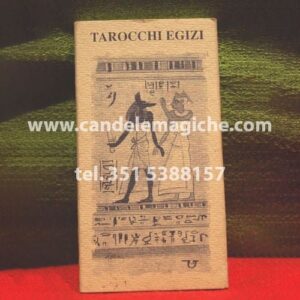 TAROCCHI EGIZI
www.candelemagiche.com
tel.351 5388157